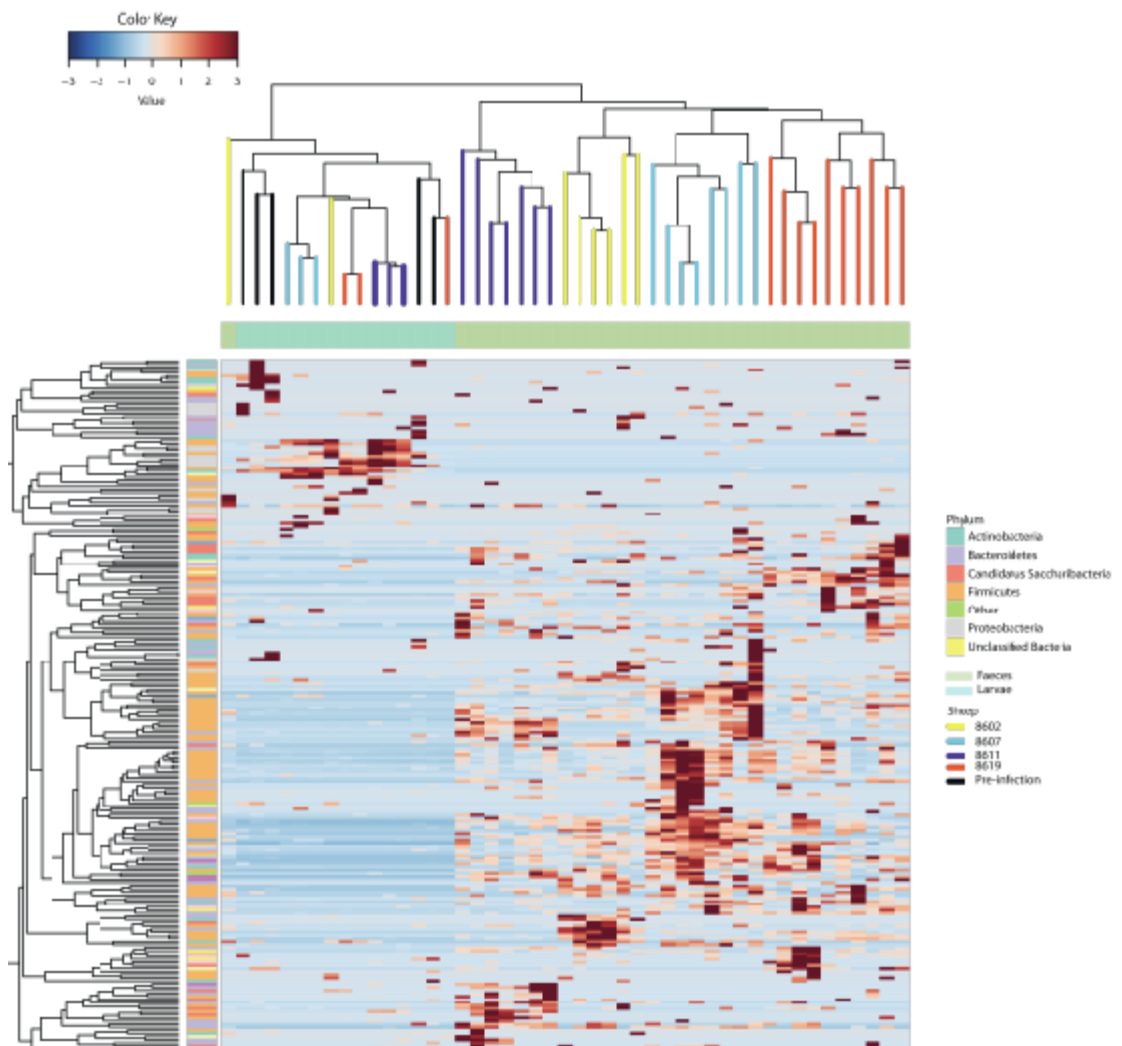 Color Key
-3 -2 -1 0 1 2 3
Value
Phylum
Actinobacteria
Bacteroidetes
Candidatus Saccharibacteria
Firmicutes
Other
Proteobacteria
Unclassified Bacteria
Faeces
Larvae
Sheep
8602
8607
8611
8619
Pre-infection